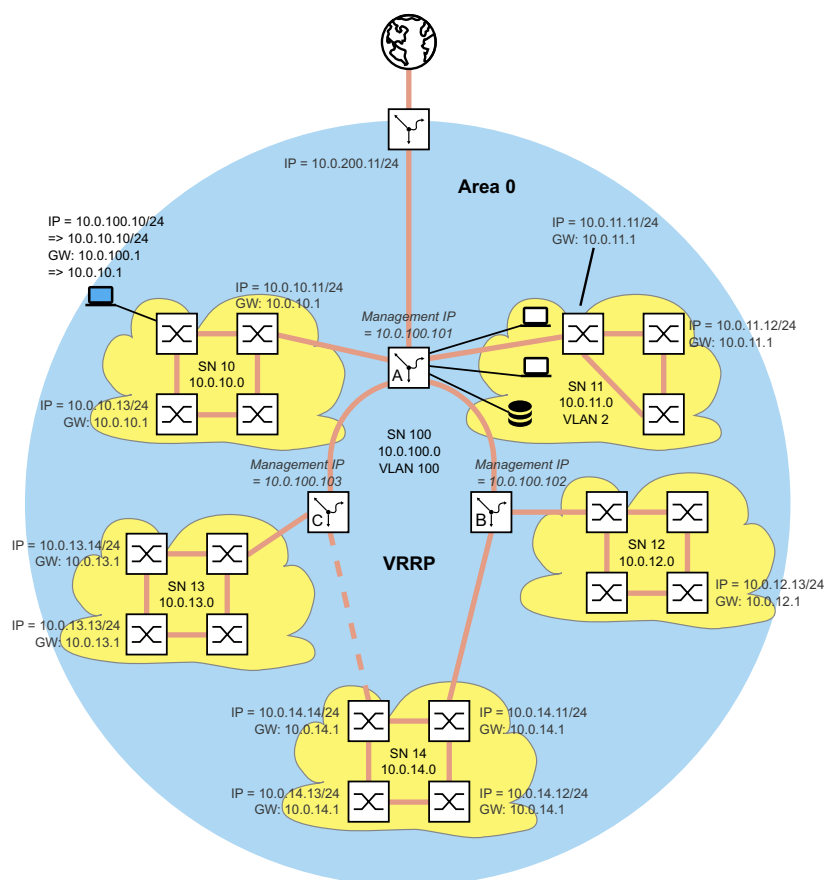 IP = 10.0.200.11/24
Area 0
IP = 10.0.100.10/24
=> 10.0.10.10/24
GW: 10.0.100.1
=> 10.0.10.1
IP = 10.0.11.11/24
GW: 10.0.11.1
IP = 10.0.10.11/24
GW: 10.0.10.1
Management IP
= 10.0.100.101
IP = 10.0.11.12/24
GW: 10.0.11.1
SN 10
10.0.10.0
A
SN 11
10.0.11.0
VLAN 2
IP = 10.0.10.13/24
GW: 10.0.10.1
SN 100
10.0.100.0
VLAN 100
Management IP
= 10.0.100.103
Management IP
= 10.0.100.102
C
B
IP = 10.0.13.14/24
GW: 10.0.13.1
SN 13
10.0.13.0
VRRP
SN 12
10.0.12.0
IP = 10.0.12.13/24
GW: 10.0.12.1
IP = 10.0.13.13/24
GW: 10.0.13.1
IP = 10.0.14.14/24
GW: 10.0.14.1
IP = 10.0.14.11/24
GW: 10.0.14.1
SN 14
10.0.14.0
IP = 10.0.14.13/24
GW: 10.0.14.1
IP = 10.0.14.12/24
GW: 10.0.14.1